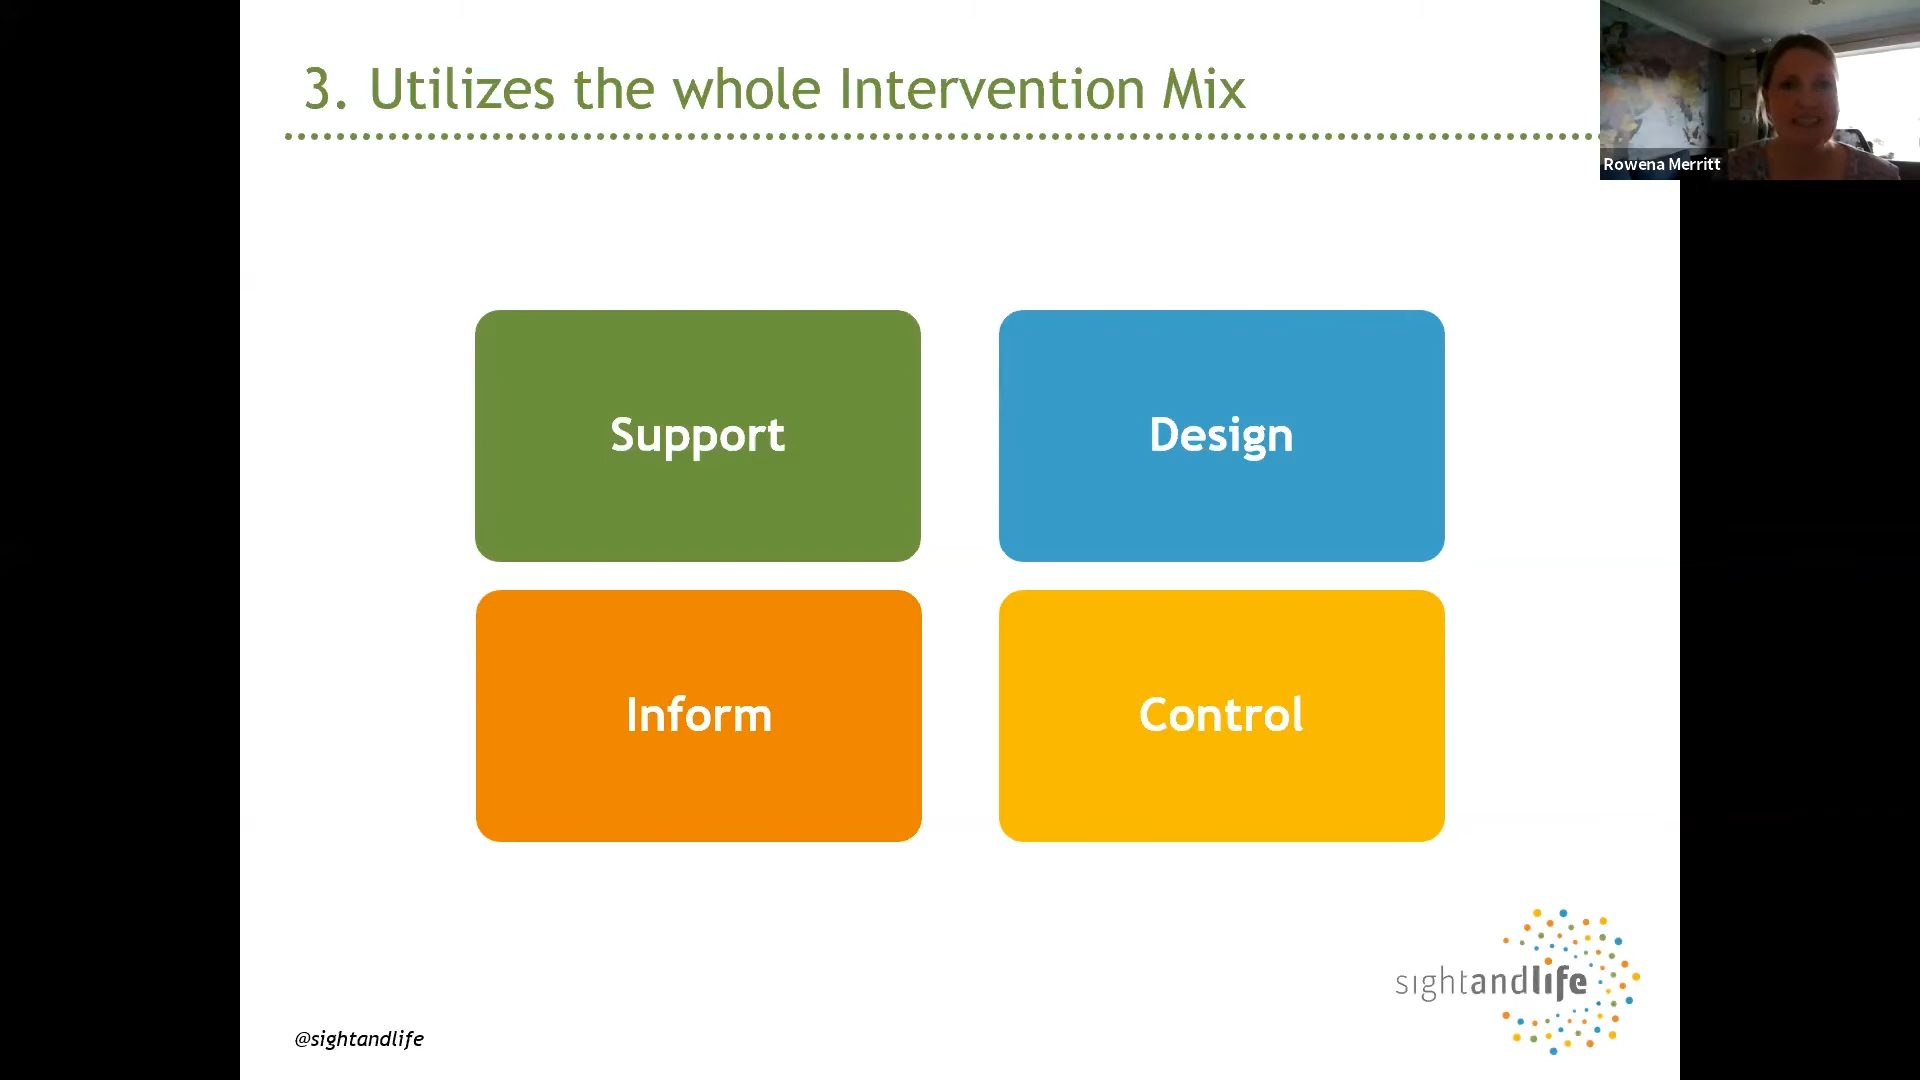 3. Utilizes the whole Intervention Mix
Rowena Merritt
Support
Design
Inform
Control
sightandlife
@sightandlife